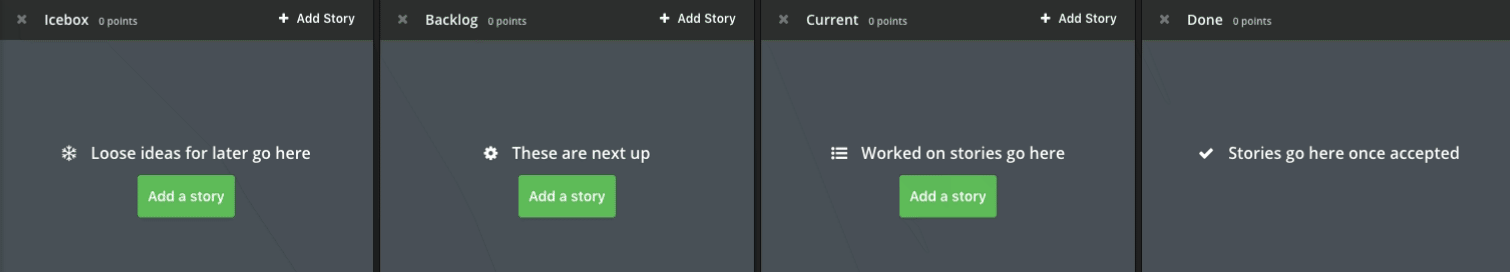 Icebox 0 points + Add Story
Loose ideas for later go here
Add a story
Backlog 0 points + Add Story
These are next up
Add a story
Current 0 points + Add Story
Worked on stories go here
Add a story
Done 0 points
Stories go here once accepted